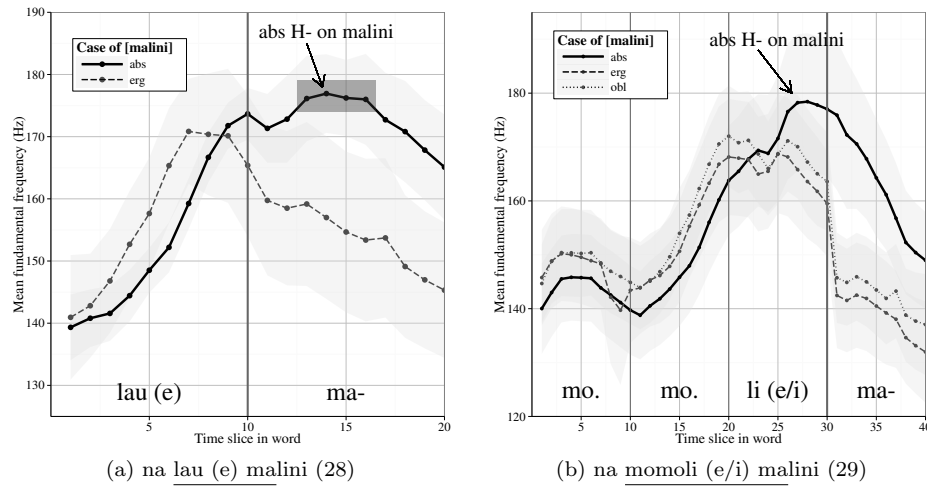 abs H- on malini
Case of [malini]
abs
erg
Mean fundamental frequency (Hz)
180
170
160
150
140
130
lau (e)
ma-
5
10
15
20
Time slice in word
(a) na lau (e) malini (28)
abs H- on malini
Case of [malini]
abs
erg
obl
Mean fundamental frequency (Hz)
180
160
140
120
mo.
mo.
li (e/i)
ma-
5
10
15
20
25
30
35
40
Time slice in word
(b) na momoli (e/i) malini (29)